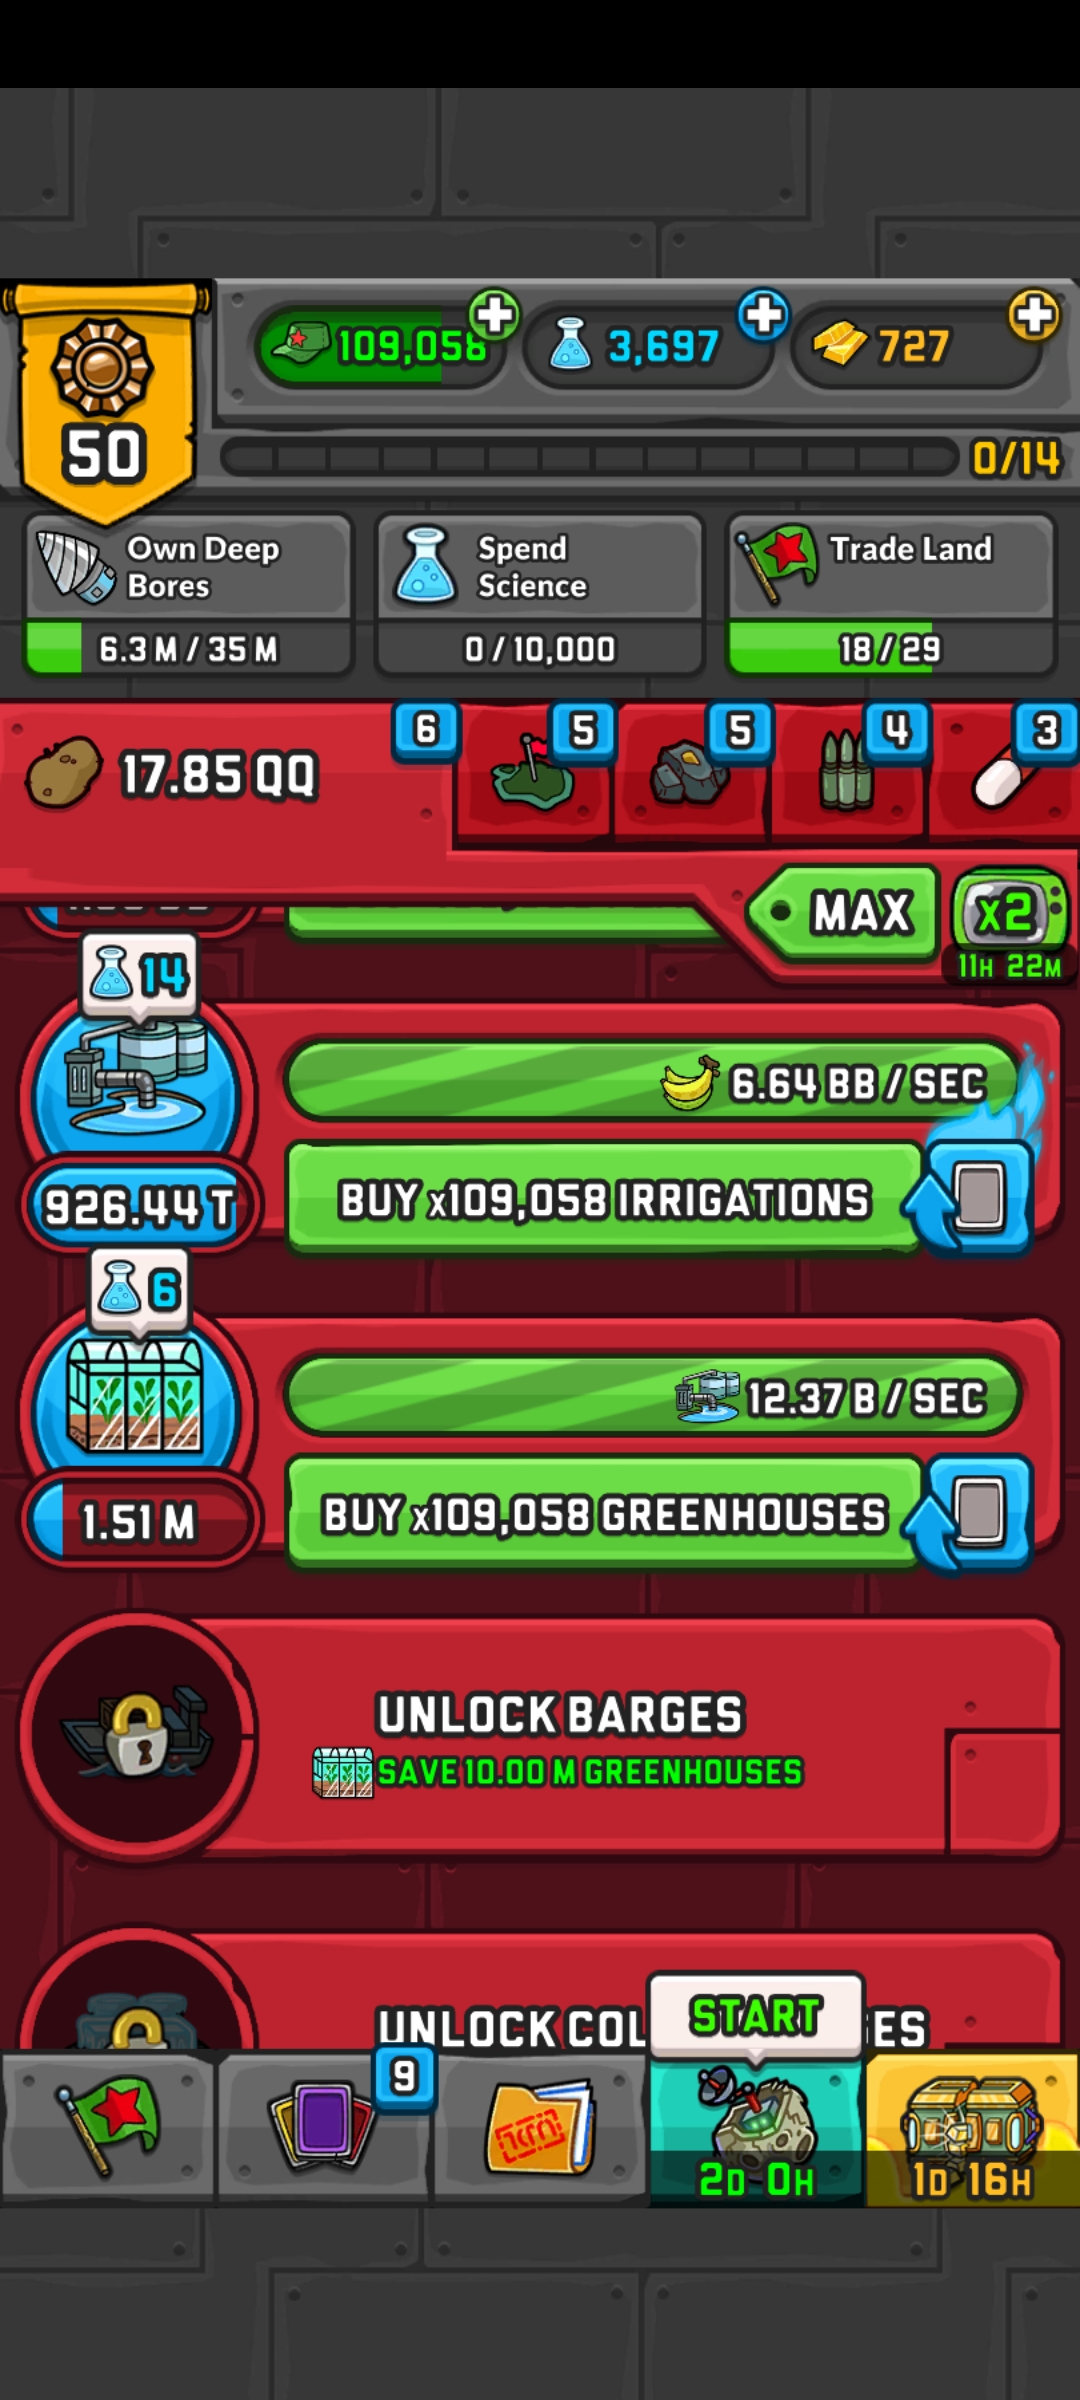 109,058
3,697
727
50
0/14
Own Deep Bores
6.3 M / 35 M
Spend Science
0 / 10,000
Trade Land
18 / 29
17.85 QQ
6
5
5
4
3
MAX
x2
11H 22M
14
6.64 BB / SEC
926.44 T
BUY x109,058 IRRIGATIONS
6
12.37 B / SEC
1.51 M
BUY x109,058 GREENHOUSES
UNLOCK BARGES
SAVE 10.00 M GREENHOUSES
UNLOCK COL
ES
START
9
2D 0H
1D 16H